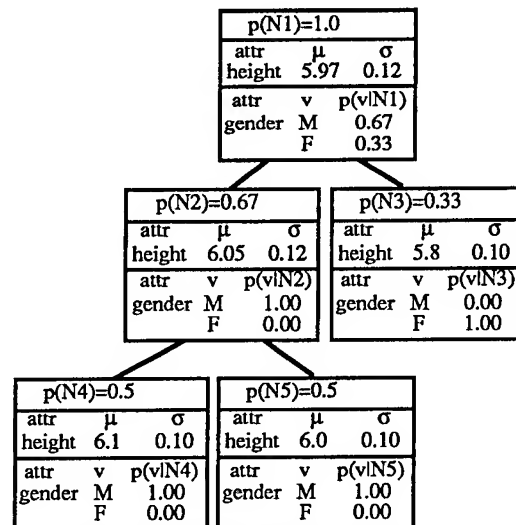 p(N1)=1.0
attr μ σ
height 5.97 0.12
attr v p(v|N1)
gender M 0.67
F 0.33
p(N2)=0.67
attr μ σ
height 6.05 0.12
attr v p(v|N2)
gender M 1.00
F 0.00
p(N3)=0.33
attr μ σ
height 5.8 0.10
attr v p(v|N3)
gender M 0.00
F 1.00
p(N4)=0.5
attr μ σ
height 6.1 0.10
attr v p(v|N4)
gender M 1.00
F 0.00
p(N5)=0.5
attr μ σ
height 6.0 0.10
attr v p(v|N5)
gender M 1.00
F 0.00